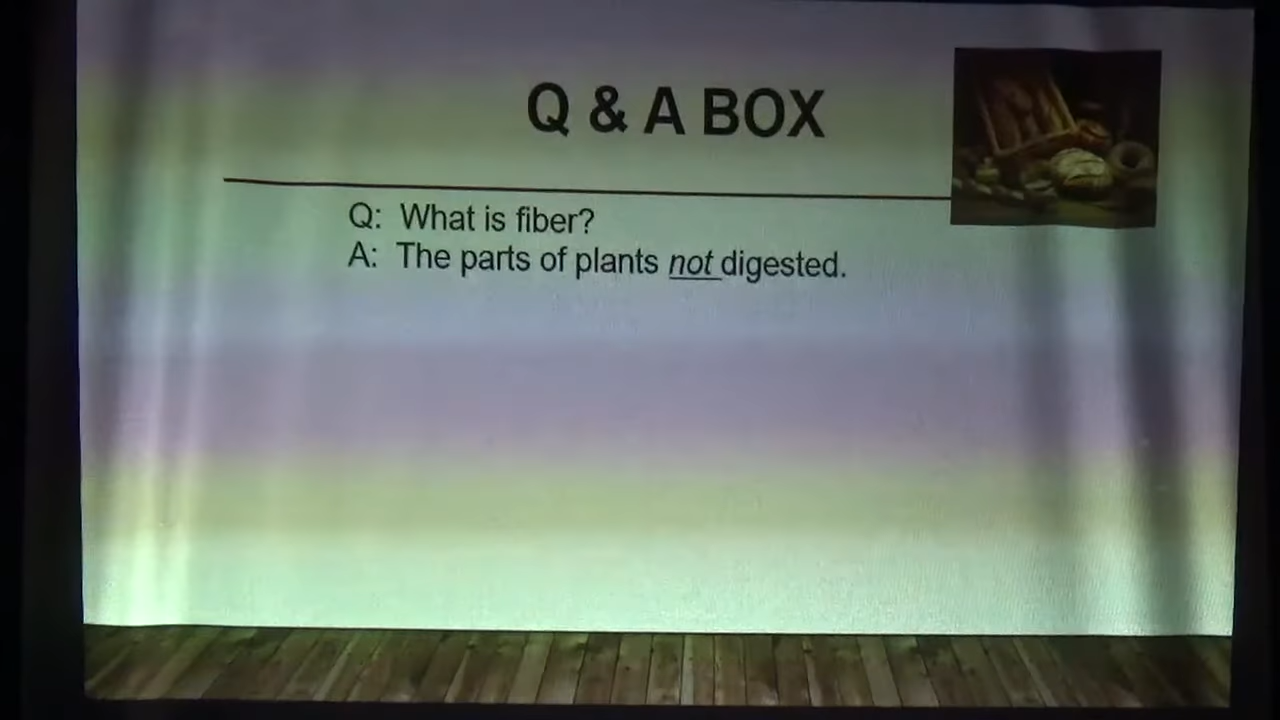 Q & A BOX
Q: What is fiber?
A: The parts of plants not digested.